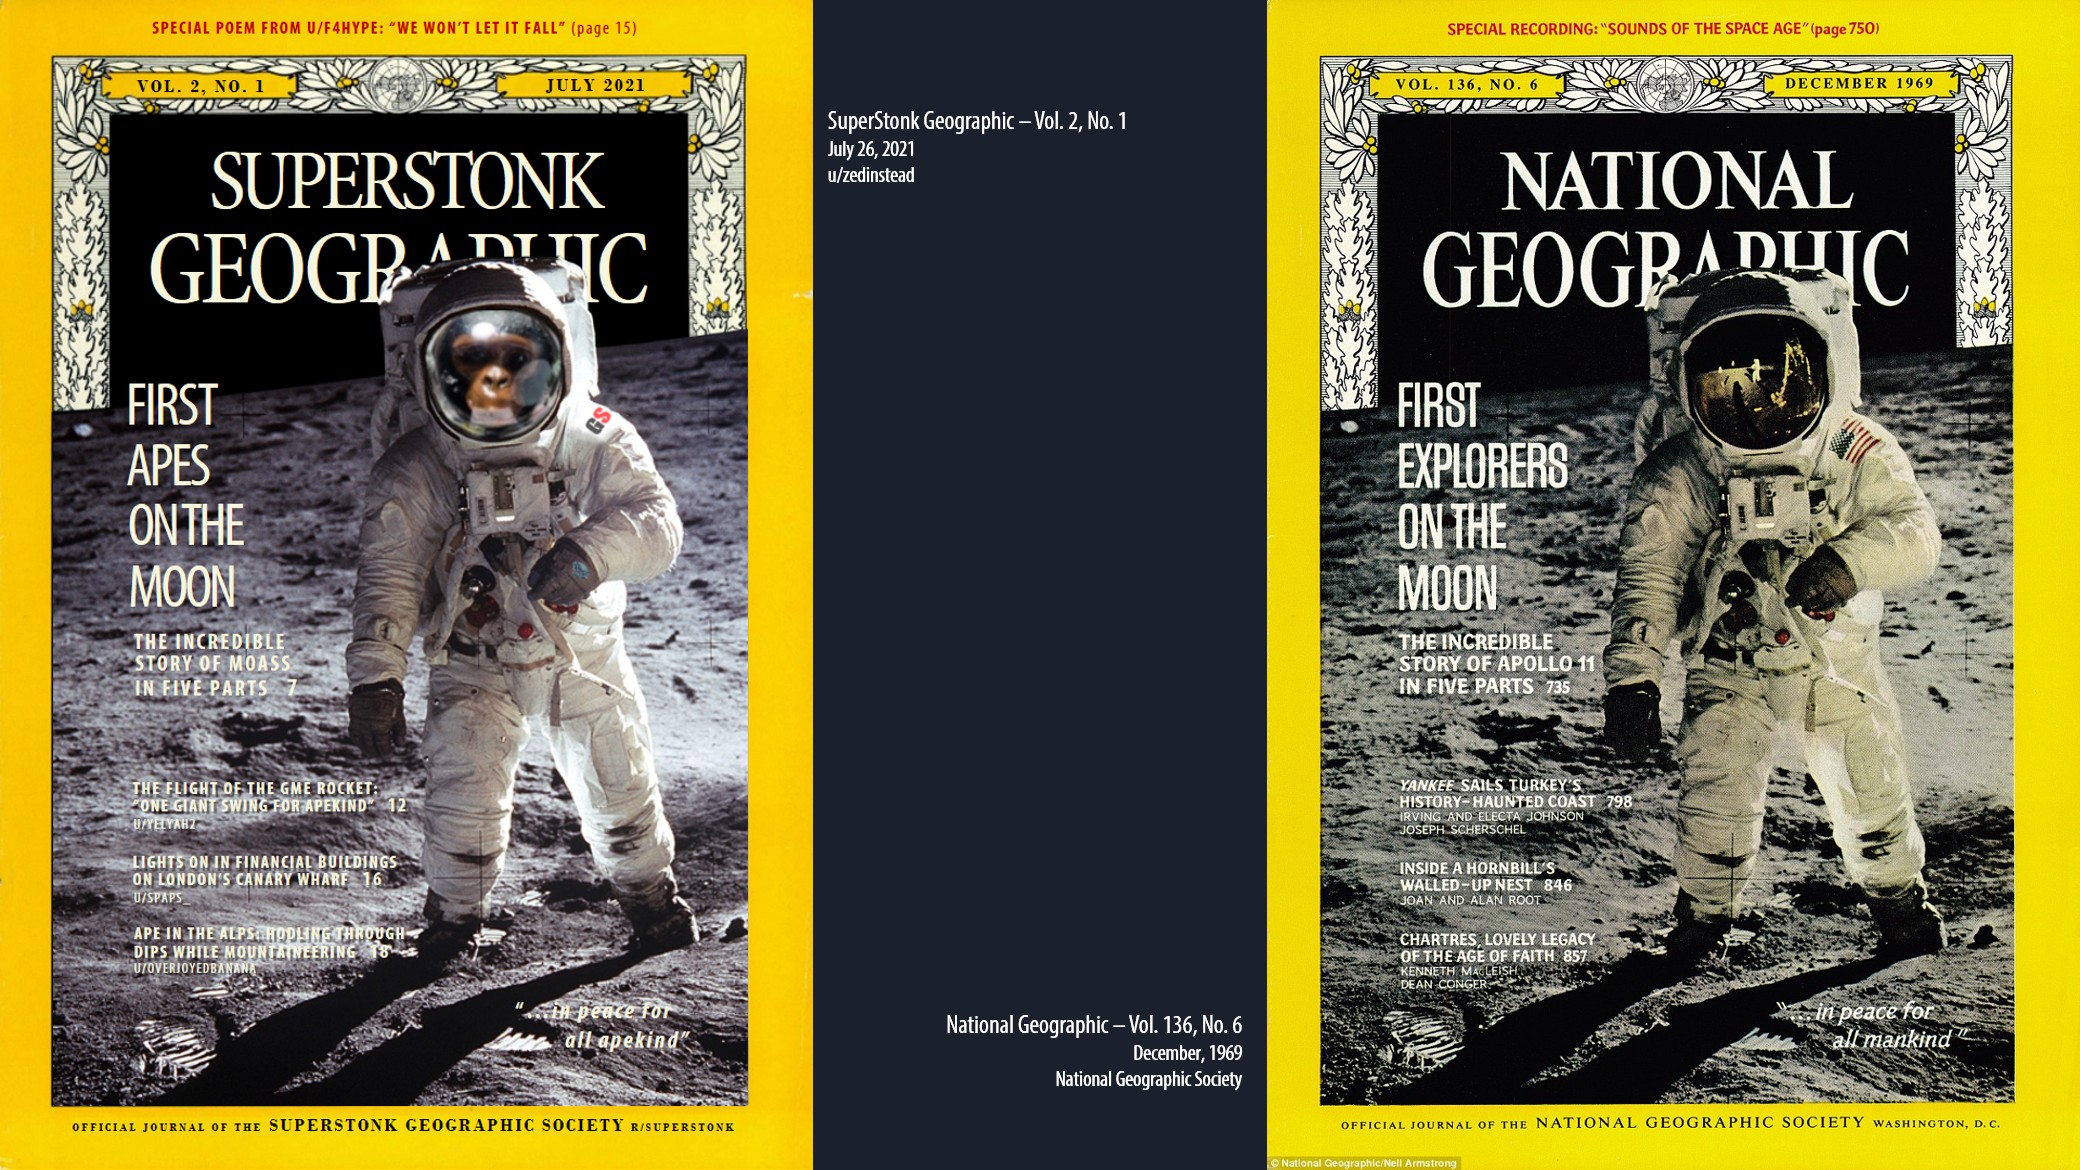 SPECIAL POEM FROM U/F4HYPE: "WE WON'T LET IT FALL" (page 15)
VOL. 2, NO. 1
JULY 2021
SUPERSTONK
GEOGRAPHIC
FIRST
APES
ON THE
MOON
GS
THE INCREDIBLE
STORY OF MOASS
IN FIVE PARTS 7
THE FLIGHT OF THE GME ROCKET:
"ONE GIANT SWING FOR APEKIND" 12
U/YELYAH2
LIGHTS ON IN FINANCIAL BUILDINGS
ON LONDON'S CANARY WHARF 16
U/SPAPS_
APE IN THE ALPS: HODLING THROUGH
DIPS WHILE MOUNTAINEERING 18
U/OVERJOYEDBANANA
"...in peace for
all apekind"
OFFICIAL JOURNAL OF THE SUPERSTONK GEOGRAPHIC SOCIETY R/SUPERSTONK
SuperStonk Geographic – Vol. 2, No. 1
July 26, 2021
u/zedinstead
National Geographic – Vol. 136, No. 6
December, 1969
National Geographic Society
SPECIAL RECORDING: "SOUNDS OF THE SPACE AGE" (page 750)
VOL. 136, NO. 6
DECEMBER 1969
NATIONAL
GEOGRAPHIC
FIRST
EXPLORERS
ON THE
MOON
THE INCREDIBLE
STORY OF APOLLO 11
IN FIVE PARTS 735
YANKEE SAILS TURKEY'S
HISTORY-HAUNTED COAST 798
IRVING AND ELECTA JOHNSON
JOSEPH SCHERSCHEL
INSIDE A HORNBILL'S
WALLED-UP NEST 846
JOAN AND ALAN ROOT
CHARTRES, LOVELY LEGACY
OF THE AGE OF FAITH 857
KENNETH MacLEISH
DEAN CONGER
"...in peace for
all mankind"
OFFICIAL JOURNAL OF THE NATIONAL GEOGRAPHIC SOCIETY WASHINGTON, D.C.
© National Geographic/Neil Armstrong